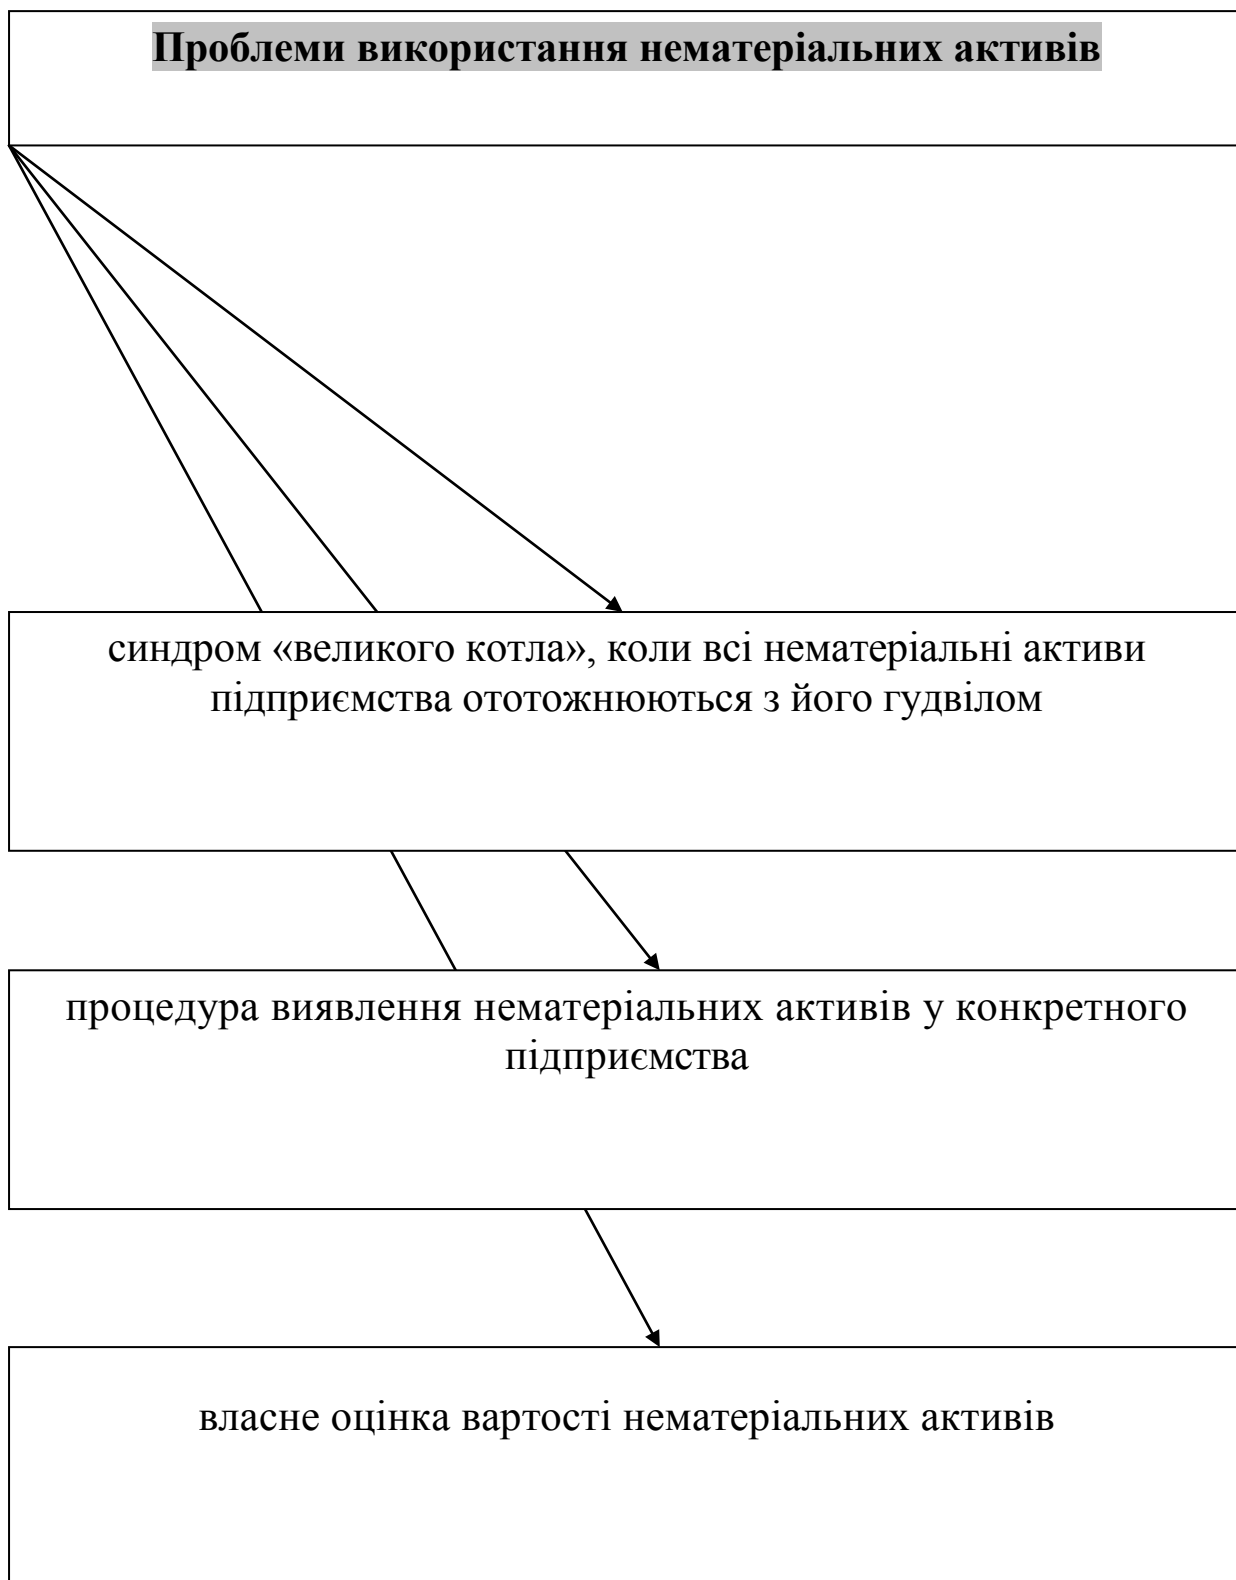 Проблеми використання нематеріальних активів
синдром «великого котла», коли всі нематеріальні активи
підприємства ототожнюються з його гудвілом
процедура виявлення нематеріальних активів у конкретного
підприємства
власне оцінка вартості нематеріальних активів